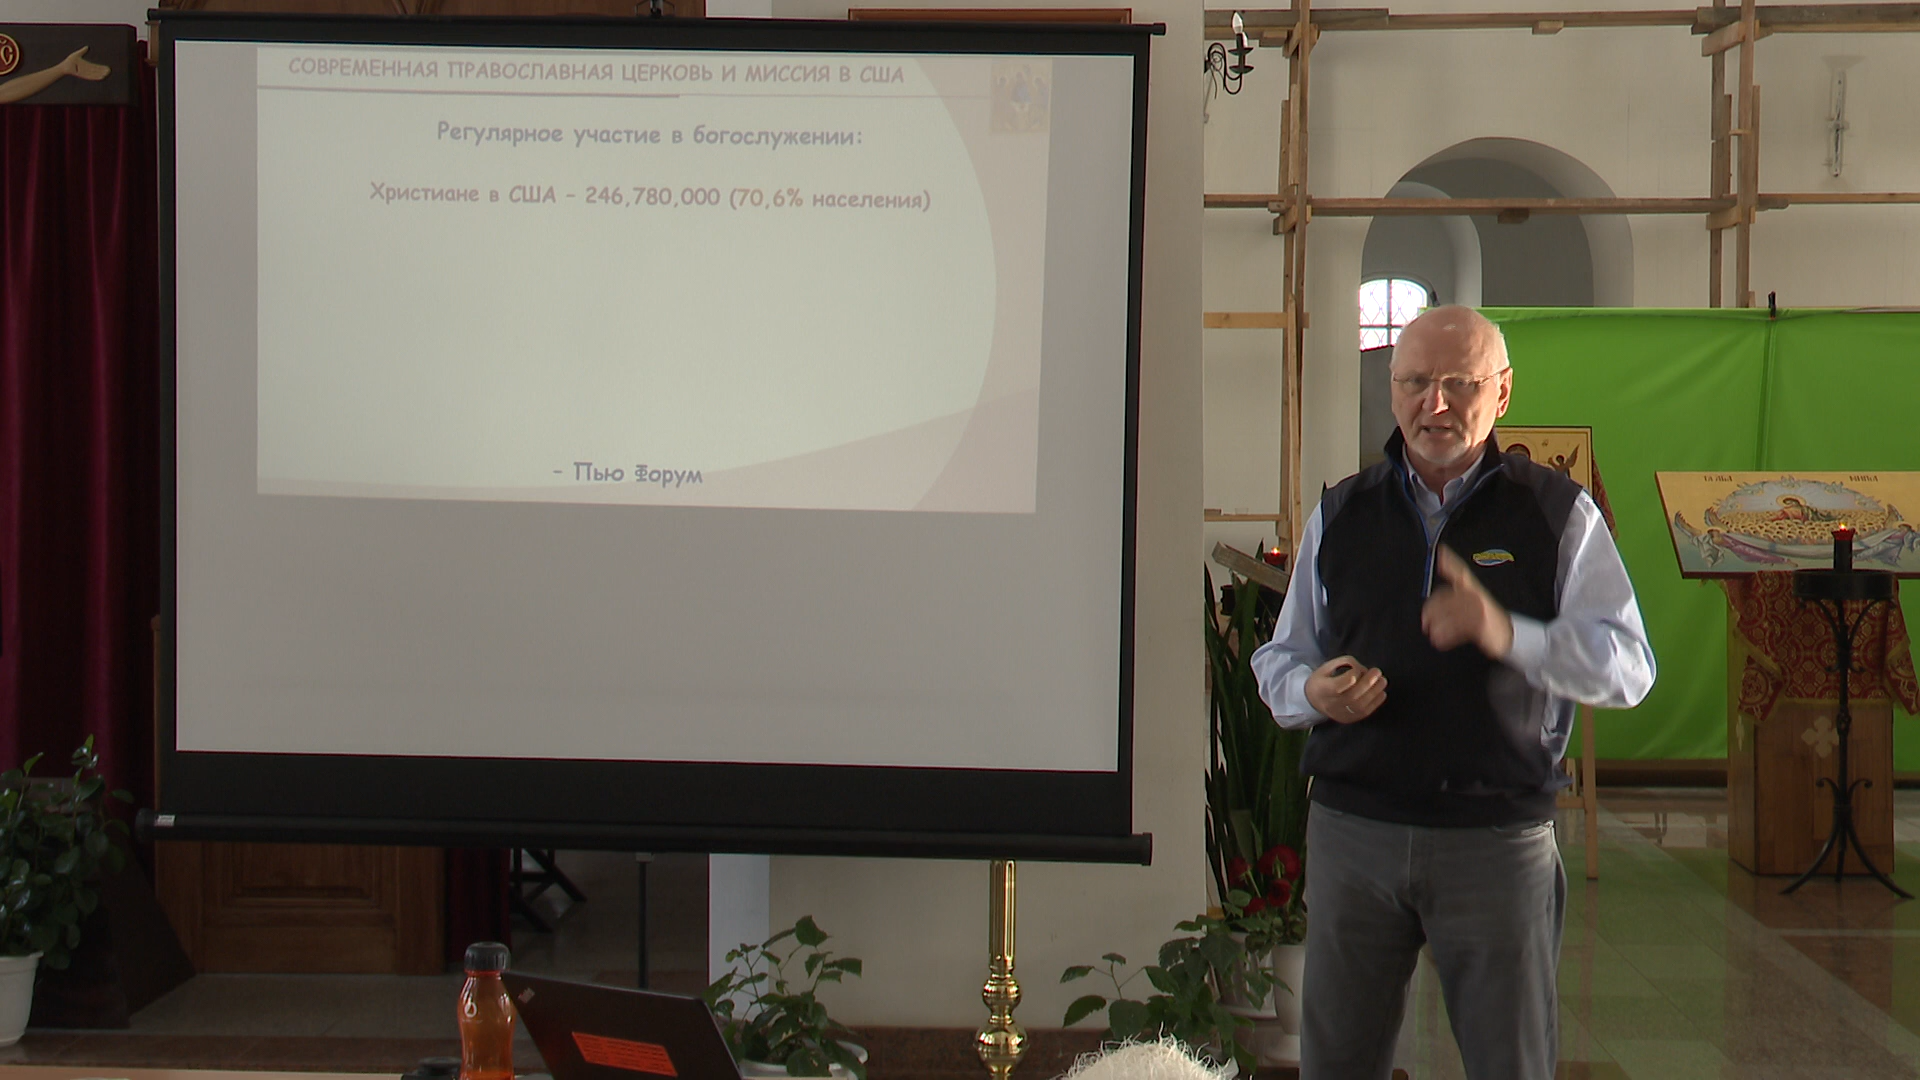 СОВРЕМЕННАЯ ПРАВОСЛАВНАЯ ЦЕРКОВЬ И МИССИЯ В США
Регулярное участие в богослужении:
Христиане в США – 246,780,000 (70,6% населения)
– Пью Форум